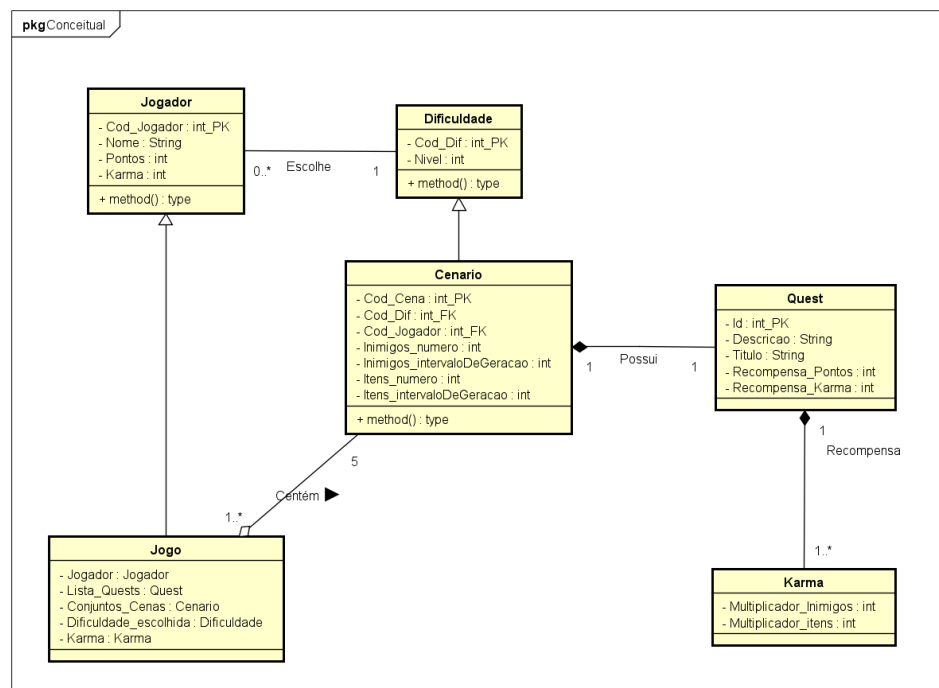 pkg Conceitual
Jogador
- Cod_Jogador : int_PK
- Nome : String
- Pontos : int
- Karma : int
+ method() : type
0..*
Escolhe
1
Dificuldade
- Cod_Dif : int_PK
- Nivel : int
+ method() : type
Cenario
- Cod_Cena : int_PK
- Cod_Dif : int_FK
- Cod_Jogador : int_FK
- Inimigos_numero : int
- Inimigos_intervaloDeGeracao : int
- Itens_numero : int
- Itens_intervaloDeGeracao : int
+ method() : type
1
Possui
1
Quest
- Id : int_PK
- Descricao : String
- Titulo : String
- Recompensa_Pontos : int
- Recompensa_Karma : int
1
Recompensa
1..*
5
Centém
1..*
Jogo
- Jogador : Jogador
- Lista_Quests : Quest
- Conjuntos_Cenas : Cenario
- Dificuldade_escolhida : Dificuldade
- Karma : Karma
Karma
- Multiplicador_Inimigos : int
- Multiplicador_itens : int